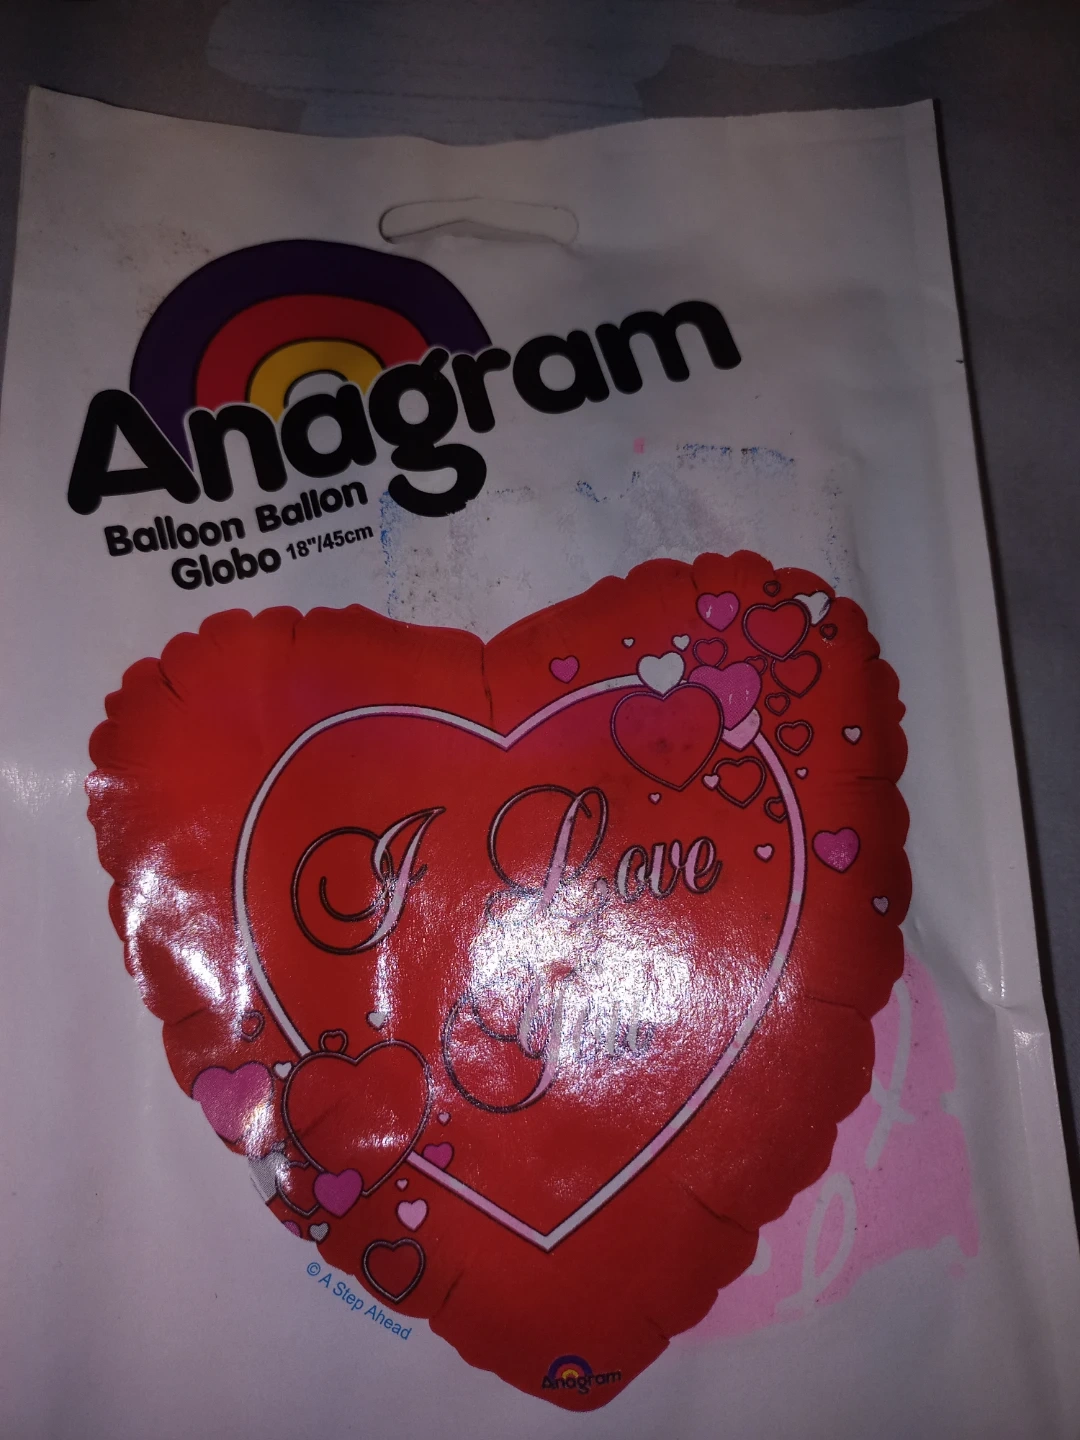 Anagram
Balloon Ballon
Globo 18"/45cm
I Love
You
© A Step Ahead
Anagram